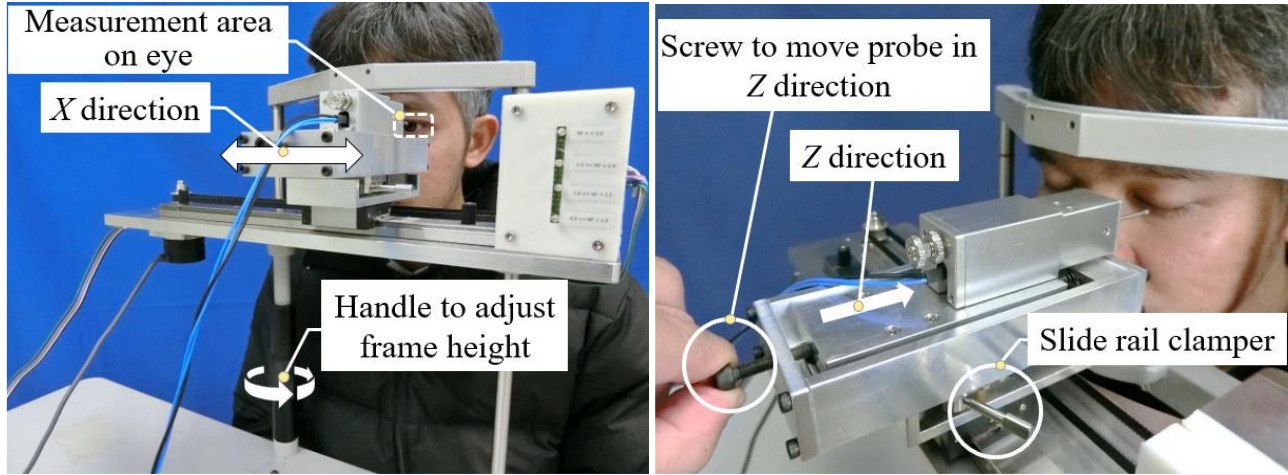 Measurement area
on eye
X direction
Handle to adjust
frame height
Screw to move probe in
Z direction
Z direction
Slide rail clamper